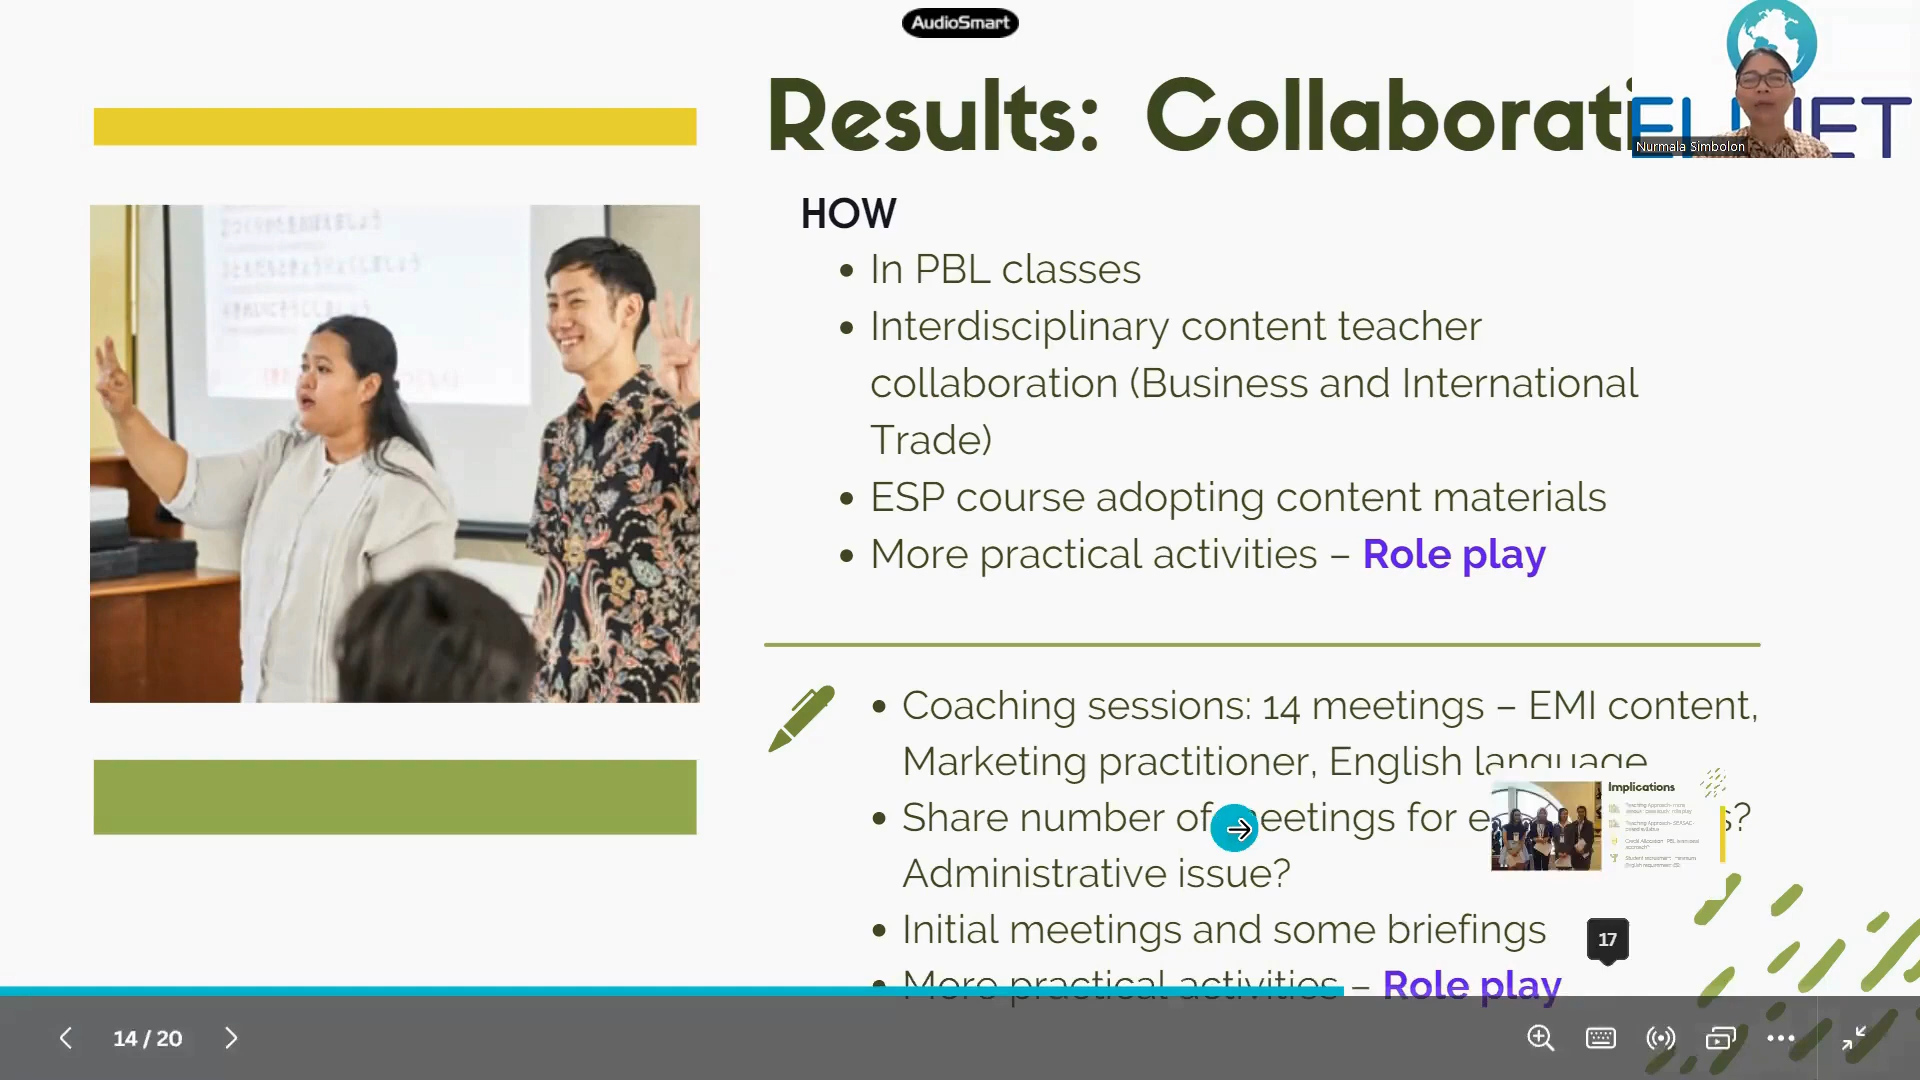 AudioSmart
Results: Collaborati
Nurmala Simbolon
HOW
• In PBL classes
• Interdisciplinary content teacher
collaboration (Business and International
Trade)
• ESP course adopting content materials
• More practical activities – Role play
• Coaching sessions: 14 meetings – EMI content,
Marketing practitioner, English language
• Share number of meetings for e s?
Administrative issue?
• Initial meetings and some briefings
• More practical activities – Role play
Implications
17
14 / 20